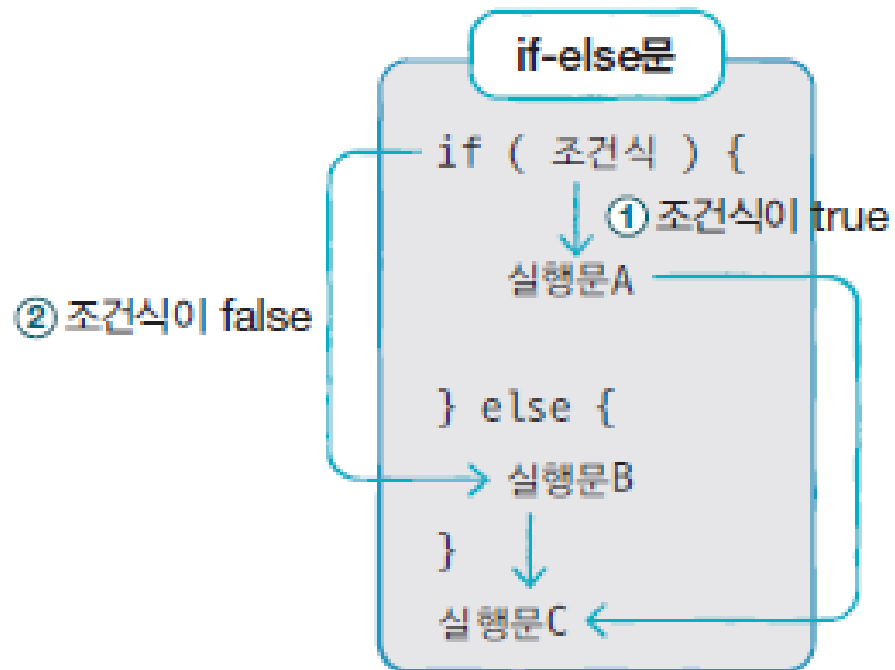 if-else문
if ( 조건식 ) {
① 조건식이 true
실행문A
② 조건식이 false
} else {
실행문B
}
실행문C